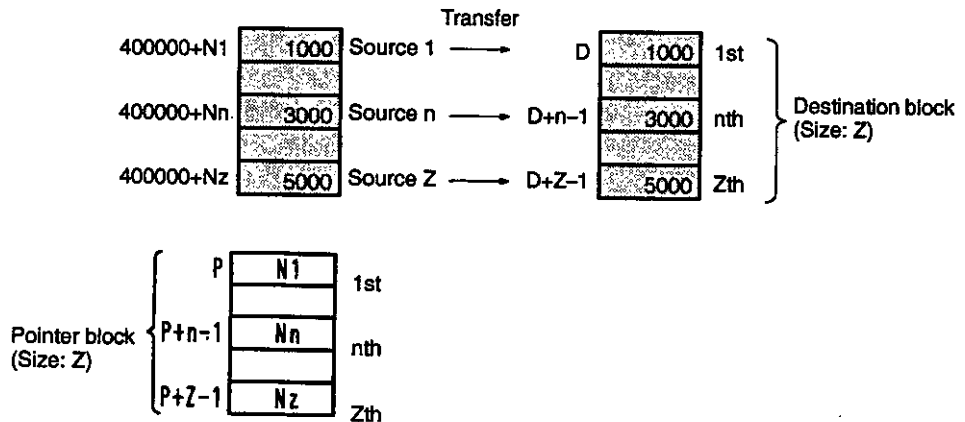 Transfer
400000+N1 1000 Source 1 D 1000 1st
400000+Nn 3000 Source n D+n−1 3000 nth
400000+Nz 5000 Source Z D+Z−1 5000 Zth
Destination block
(Size: Z)
P N1 1st
P+n−1 Nn nth
P+Z−1 Nz Zth
Pointer block
(Size: Z)